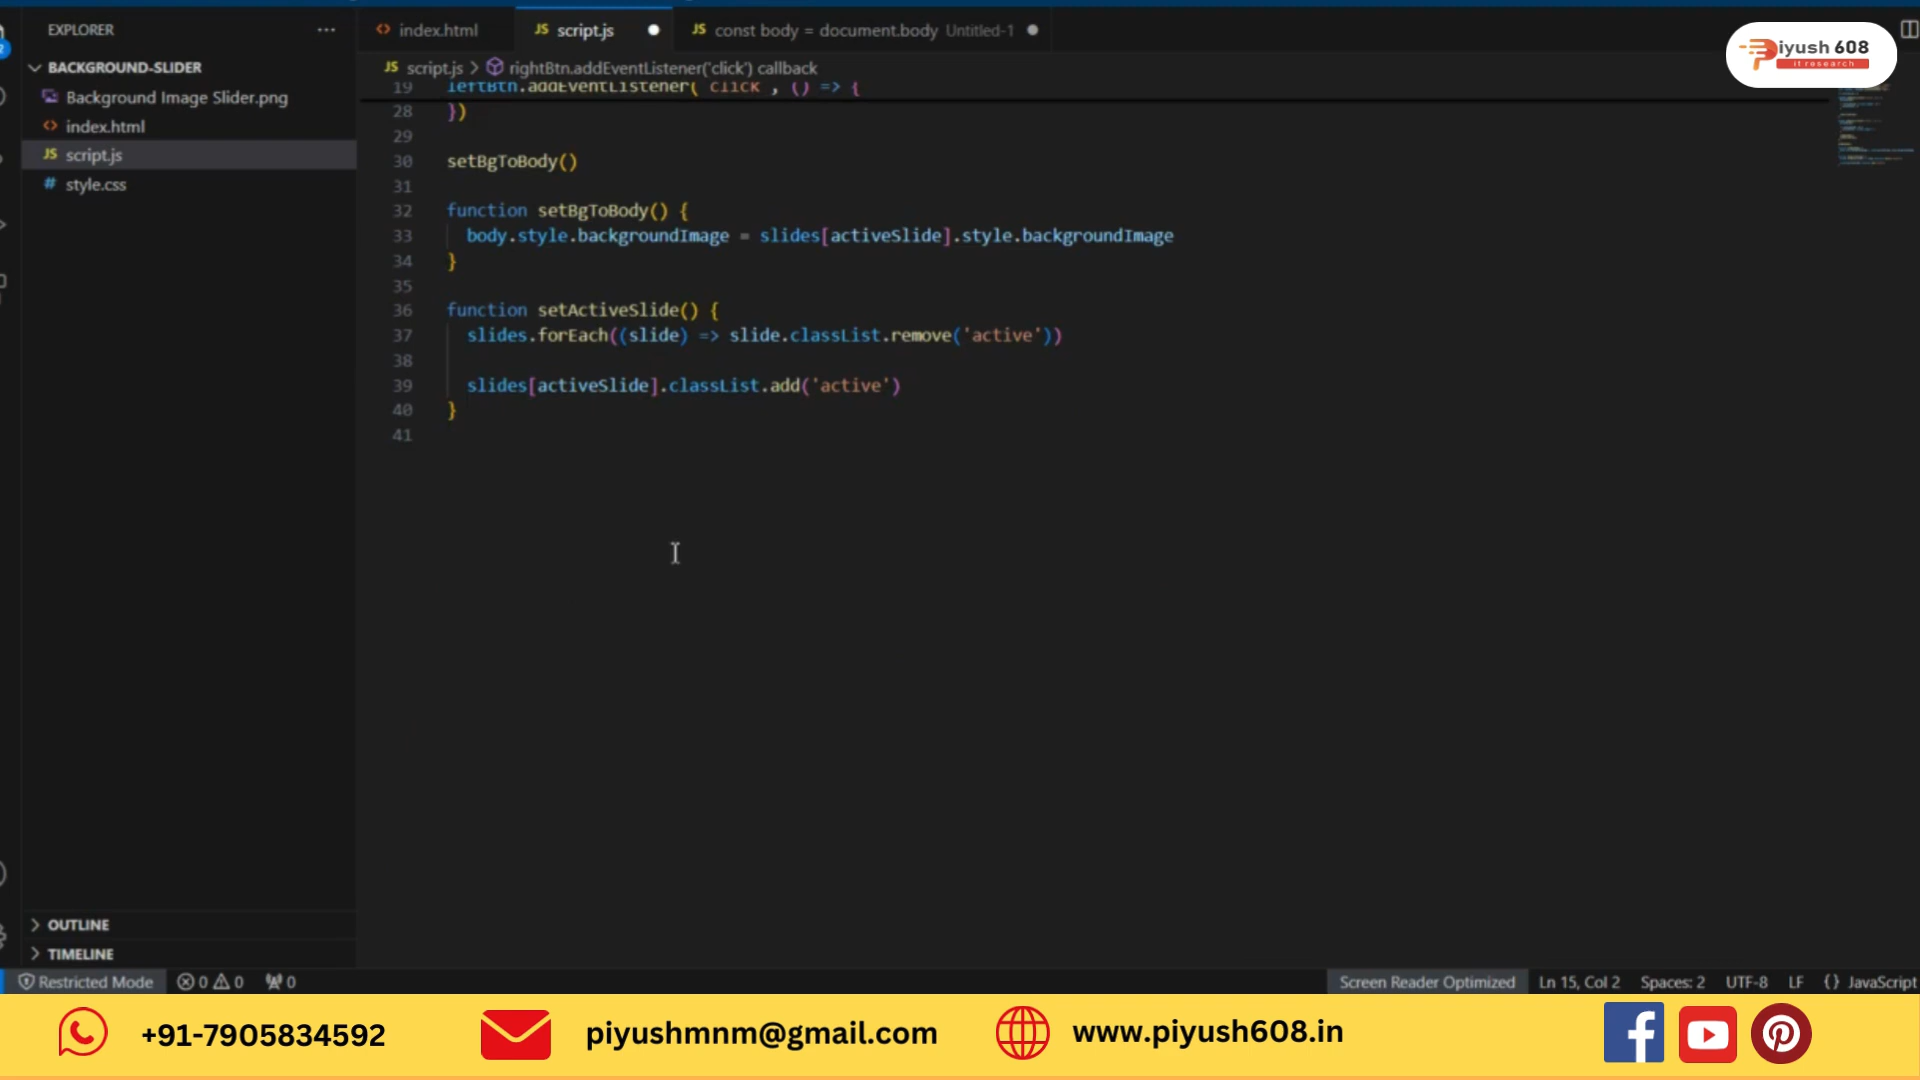 EXPLORER
index.html
JS script.js
JS const body = document.body Untitled-1
iyush 608
it research
BACKGROUND-SLIDER
Background Image Slider.png
index.html
JS script.js
# style.css
JS script.js > rightBtn.addEventListener('click') callback
19 leftBtn.addEventListener('click', () => {
28 })
29
30 setBgToBody()
31
32 function setBgToBody() {
33 body.style.backgroundImage = slides[activeSlide].style.backgroundImage
34 }
35
36 function setActiveSlide() {
37 slides.forEach((slide) => slide.classList.remove('active'))
38
39 slides[activeSlide].classList.add('active')
40 }
41
OUTLINE
TIMELINE
Restricted Mode 0 0 0
Screen Reader Optimized Ln 15, Col 2 Spaces: 2 UTF-8 LF {} JavaScript
+91-7905834592
piyushmnm@gmail.com
www.piyush608.in